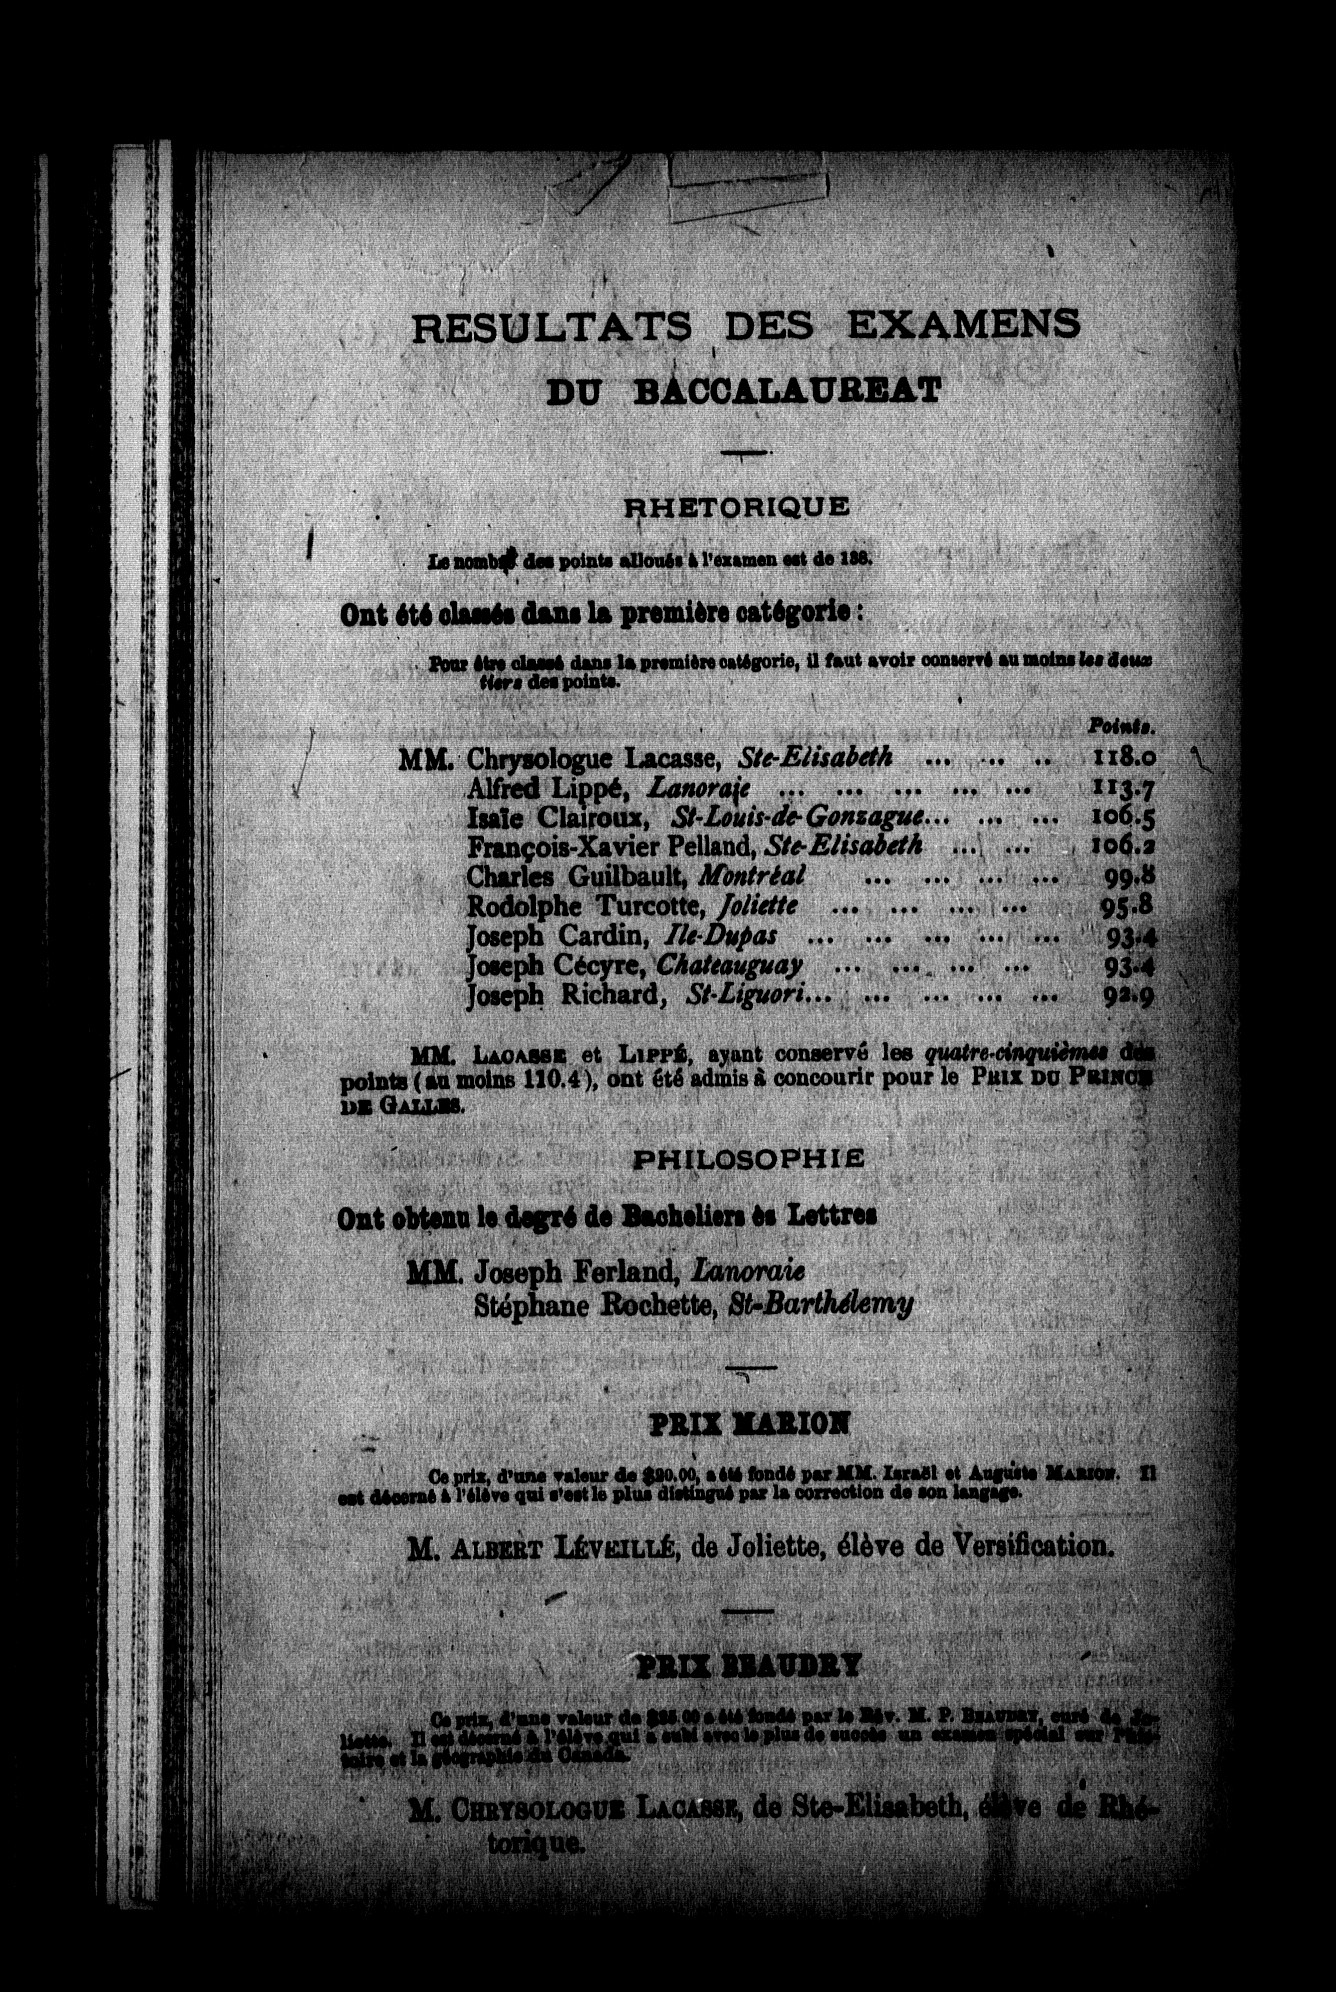 RESULTATS DES EXAMENS
DU BACCALAUREAT
RHETORIQUE
Le nombre des points alloués à l'examen est de 138.
Ont été classés dans la première catégorie :
Pour être classé dans la première catégorie, il faut avoir conservé au moins les deux
tiers des points.
Points.
MM. Chrysologue Lacasse, Ste-Elisabeth ... ... .. 118.0
Alfred Lippé, Lanoraie ... ... ... ... ... 113.7
Isaïe Clairoux, St-Louis-de-Gonzague... ... ... 106.5
François-Xavier Pelland, Ste-Elisabeth ... ... 106.2
Charles Guilbault, Montréal ... ... ... ... 99.8
Rodolphe Turcotte, Joliette ... ... ... ... 95.8
Joseph Cardin, Ile-Dupas ... ... ... ... ... 93.4
Joseph Cécyre, Chateauguay ... ... ... ... 93.4
Joseph Richard, St-Liguori... ... ... ... ... 92.9
MM. LACASSE et LIPPÉ, ayant conservé les quatre-cinquièmes des
points (au moins 110.4), ont été admis à concourir pour le PRIX DU PRINCE
DE GALLES.
PHILOSOPHIE
Ont obtenu le degré de Bacheliers ès Lettres
MM. Joseph Ferland, Lanoraie
Stéphane Rochette, St-Barthélemy
PRIX MARION
Ce prix, d'une valeur de $20.00, a été fondé par MM. Israël et Auguste MARION. Il
est décerné à l'élève qui s'est le plus distingué par la correction de son langage.
M. ALBERT LÉVEILLÉ, de Joliette, élève de Versification.
PRIX BEAUDRY
Ce prix, d'une valeur de $25.00 a été fondé par le Rév. M. P. BEAUDRY, curé de Jo-
liette. Il est décerné à l'élève qui a subi avec le plus de succès un examen spécial sur l'his-
toire et la géographie du Canada.
M. CHRYSOLOGUE LACASSE, de Ste-Elisabeth, élève de Rhé-
torique.